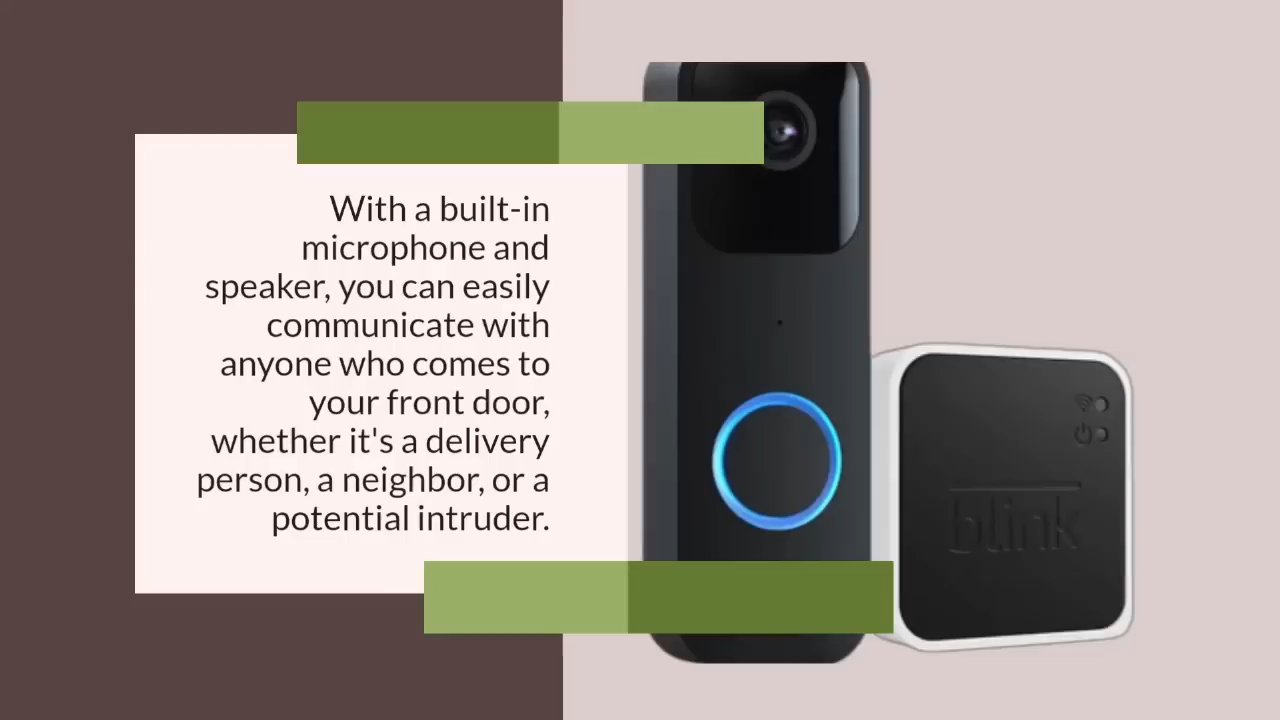 With a built-in
microphone and
speaker, you can easily
communicate with
anyone who comes to
your front door,
whether it's a delivery
person, a neighbor, or a
potential intruder.
blink